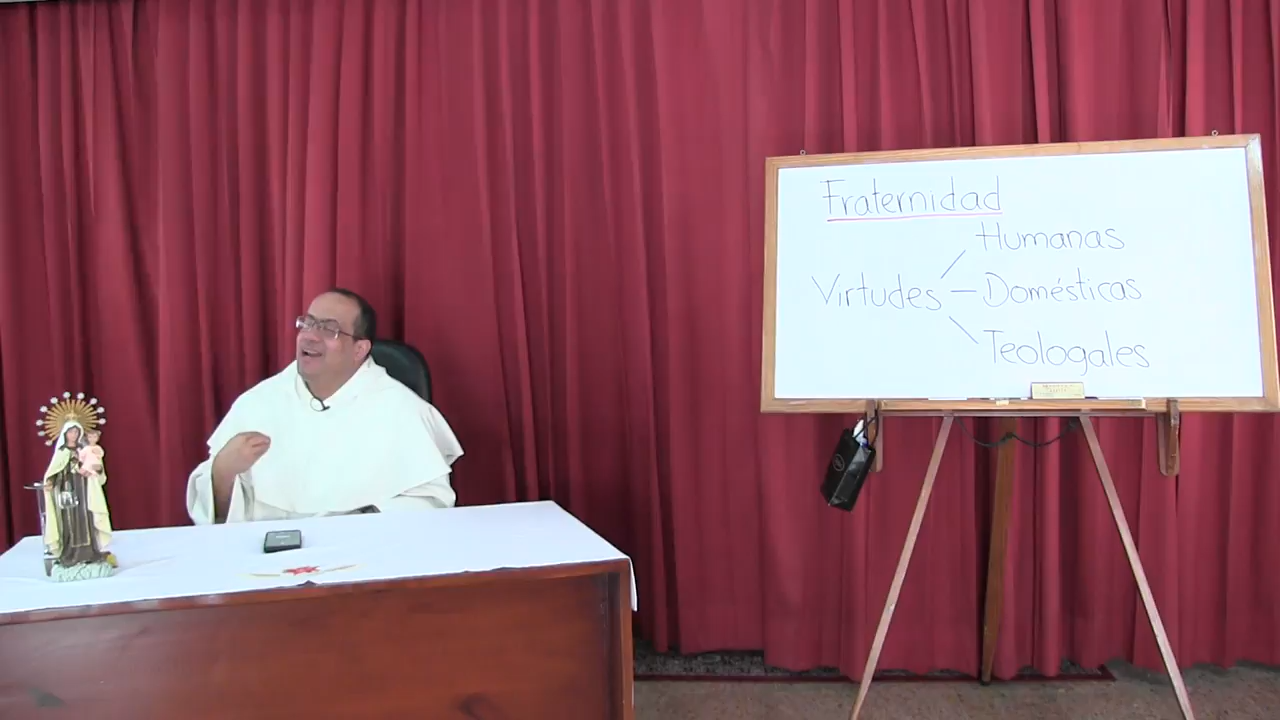 Fraternidad
Humanas
Virtudes — Domésticas
Teologales